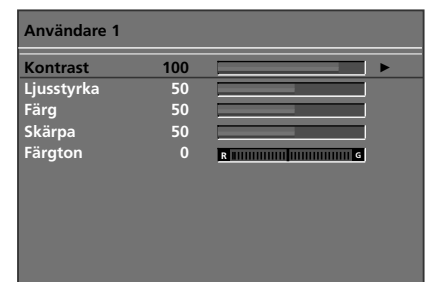 Användare 1
Kontrast 100
Ljusstyrka 50
Färg 50
Skärpa 50
Färgton 0 R G